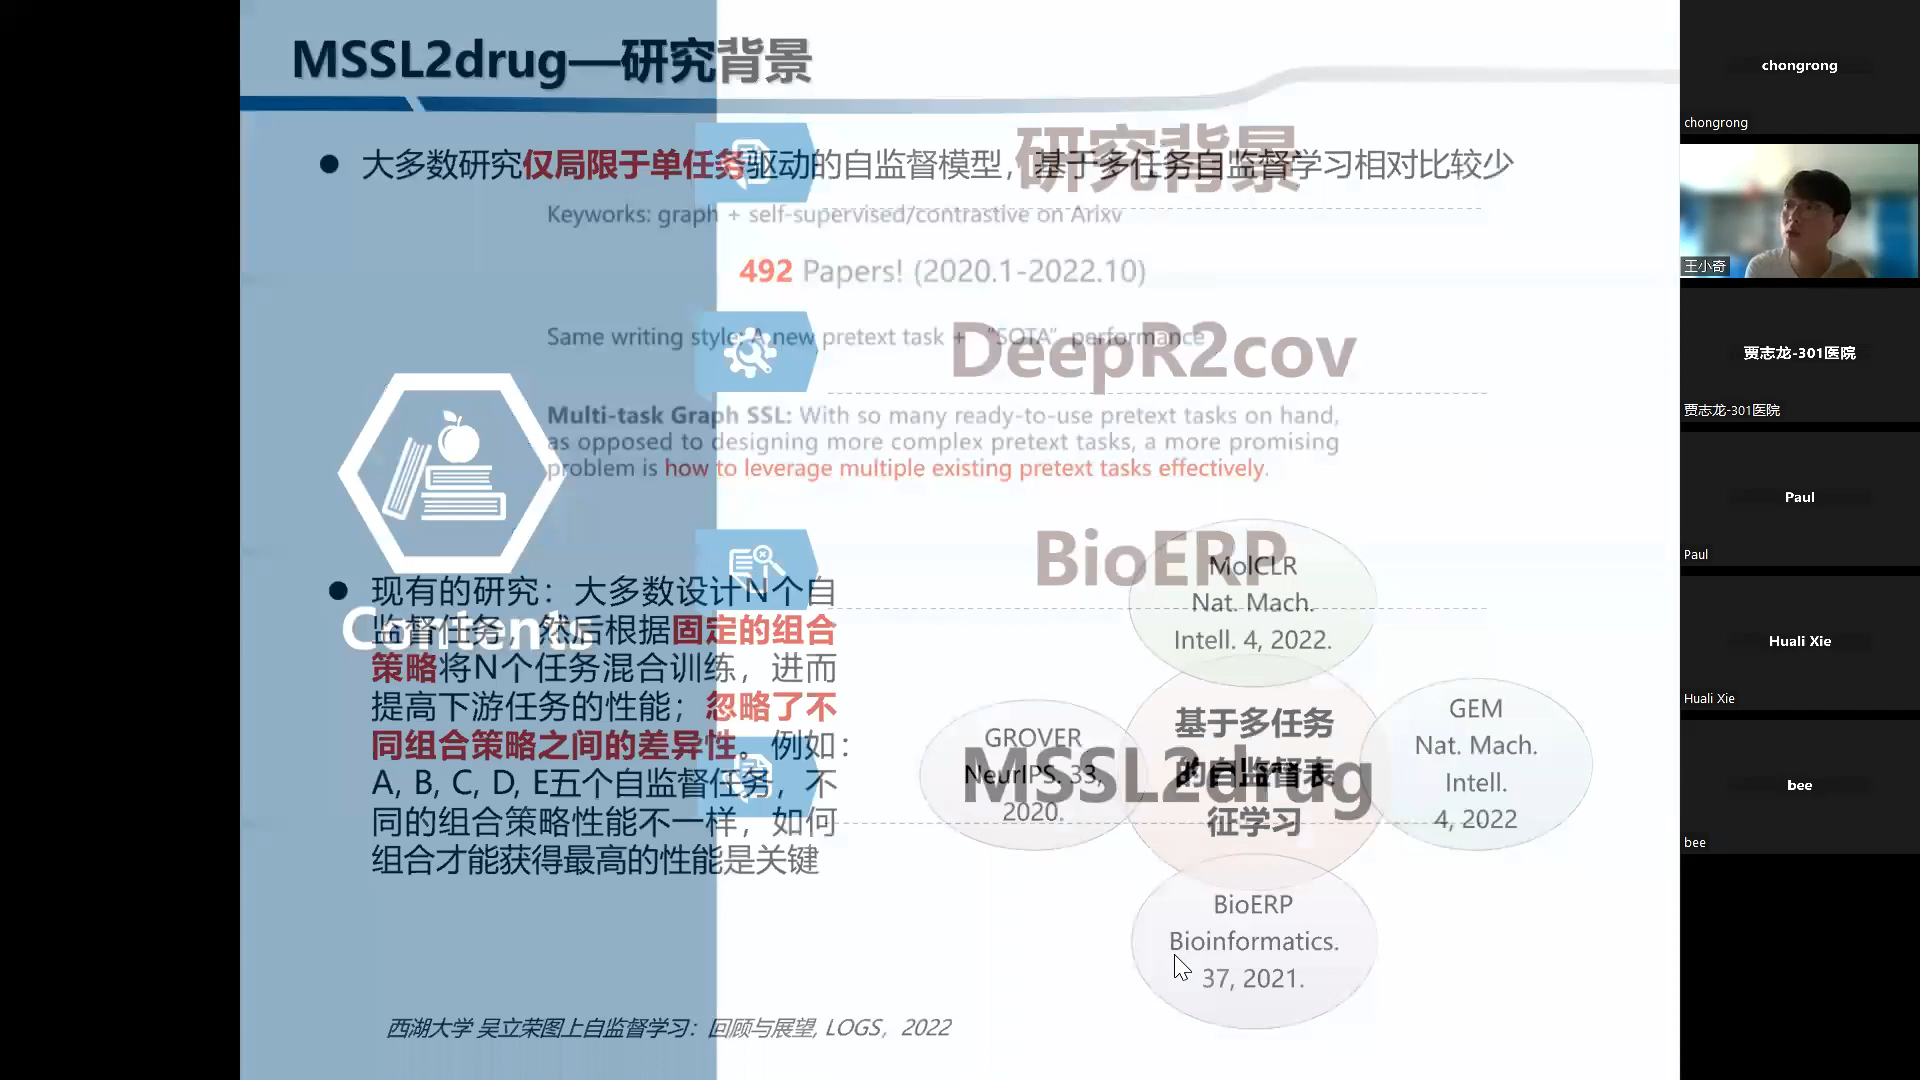 MSSL2drug—研究背景
大多数研究仅局限于单任务驱动的自监督模型，基于多任务自监督学习相对比较少
研究背景
Keyworks: graph + self-supervised/contrastive on Arixv
492 Papers! (2020.1-2022.10)
Same writing style: A new pretext task + “SOTA” performance
DeepR2cov
Multi-task Graph SSL: With so many ready-to-use pretext tasks on hand,
as opposed to designing more complex pretext tasks, a more promising
problem is how to leverage multiple existing pretext tasks effectively.
BioERP
Contents
现有的研究：大多数设计N个自
监督任务，然后根据固定的组合
策略将N个任务混合训练，进而
提高下游任务的性能；忽略了不
同组合策略之间的差异性。例如：
A, B, C, D, E五个自监督任务，不
同的组合策略性能不一样，如何
组合才能获得最高的性能是关键
MolCLR
Nat. Mach.
Intell. 4, 2022.
GROVER
NeurIPS. 33,
2020.
基于多任务
的自监督表
征学习
MSSL2drug
GEM
Nat. Mach.
Intell.
4, 2022
BioERP
Bioinformatics.
37, 2021.
西湖大学 吴立荣图上自监督学习：回顾与展望, LOGS，2022
chongrong
chongrong
王小奇
贾志龙-301医院
贾志龙-301医院
Paul
Paul
Huali Xie
Huali Xie
bee
bee